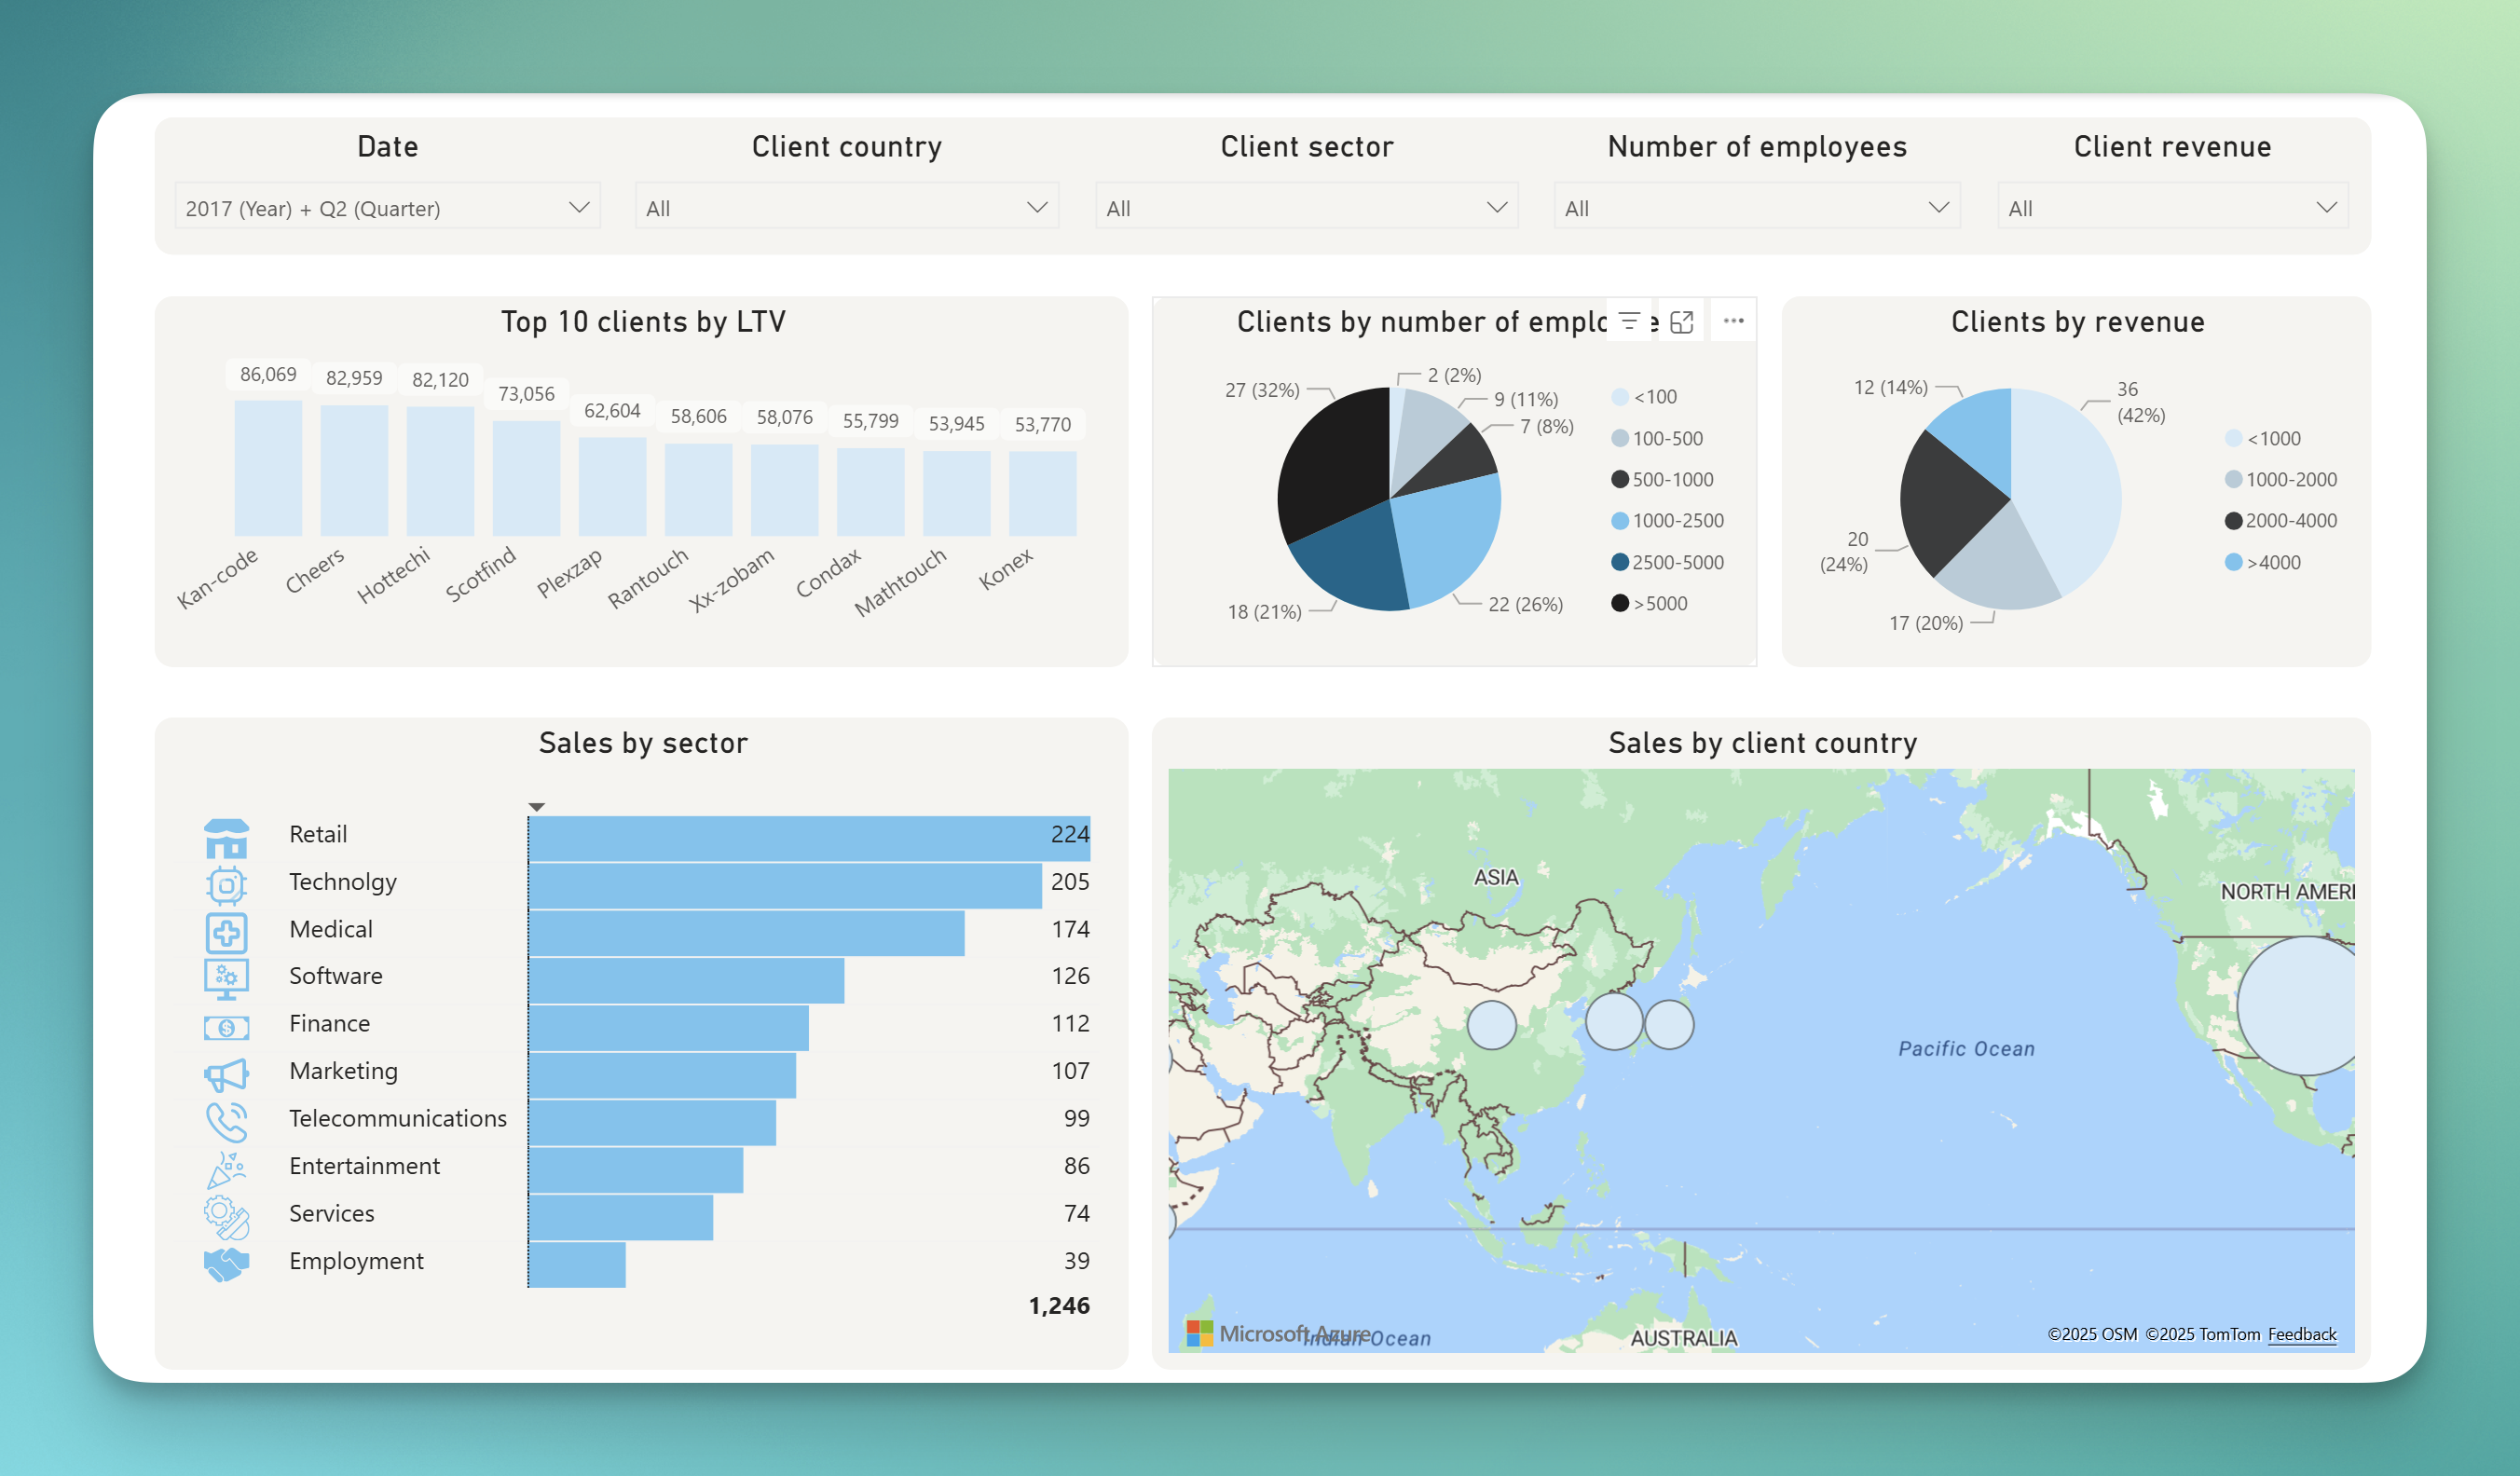 Date
Client country
Client sector
Number of employees
Client revenue
2017 (Year) + Q2 (Quarter)
All
All
All
All
Top 10 clients by LTV
86,069
82,959
82,120
73,056
62,604
58,606
58,076
55,799
53,945
53,770
Kan-code
Cheers
Hottechi
Scotfind
Plexzap
Rantouch
Xx-zobam
Condax
Mathtouch
Konex
Clients by number of emplo e
27 (32%)
2 (2%)
9 (11%)
7 (8%)
22 (26%)
18 (21%)
<100
100-500
500-1000
1000-2500
2500-5000
>5000
Clients by revenue
12 (14%)
36
(42%)
20
(24%)
17 (20%)
<1000
1000-2000
2000-4000
>4000
Sales by sector
Retail 224
Technolgy 205
Medical 174
Software 126
Finance 112
Marketing 107
Telecommunications 99
Entertainment 86
Services 74
Employment 39
1,246
Sales by client country
ASIA
NORTH AMERI
Pacific Ocean
Indian Ocean
AUSTRALIA
Microsoft Azure
©2025 OSM ©2025 TomTom Feedback